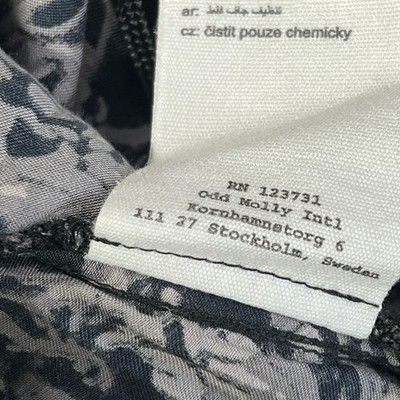 ar: تنظيف جاف فقط
cz: čistit pouze chemicky
RN 123731
Odd Molly Intl
Kornhamnstorg 6
111 27 Stockholm, Sweden